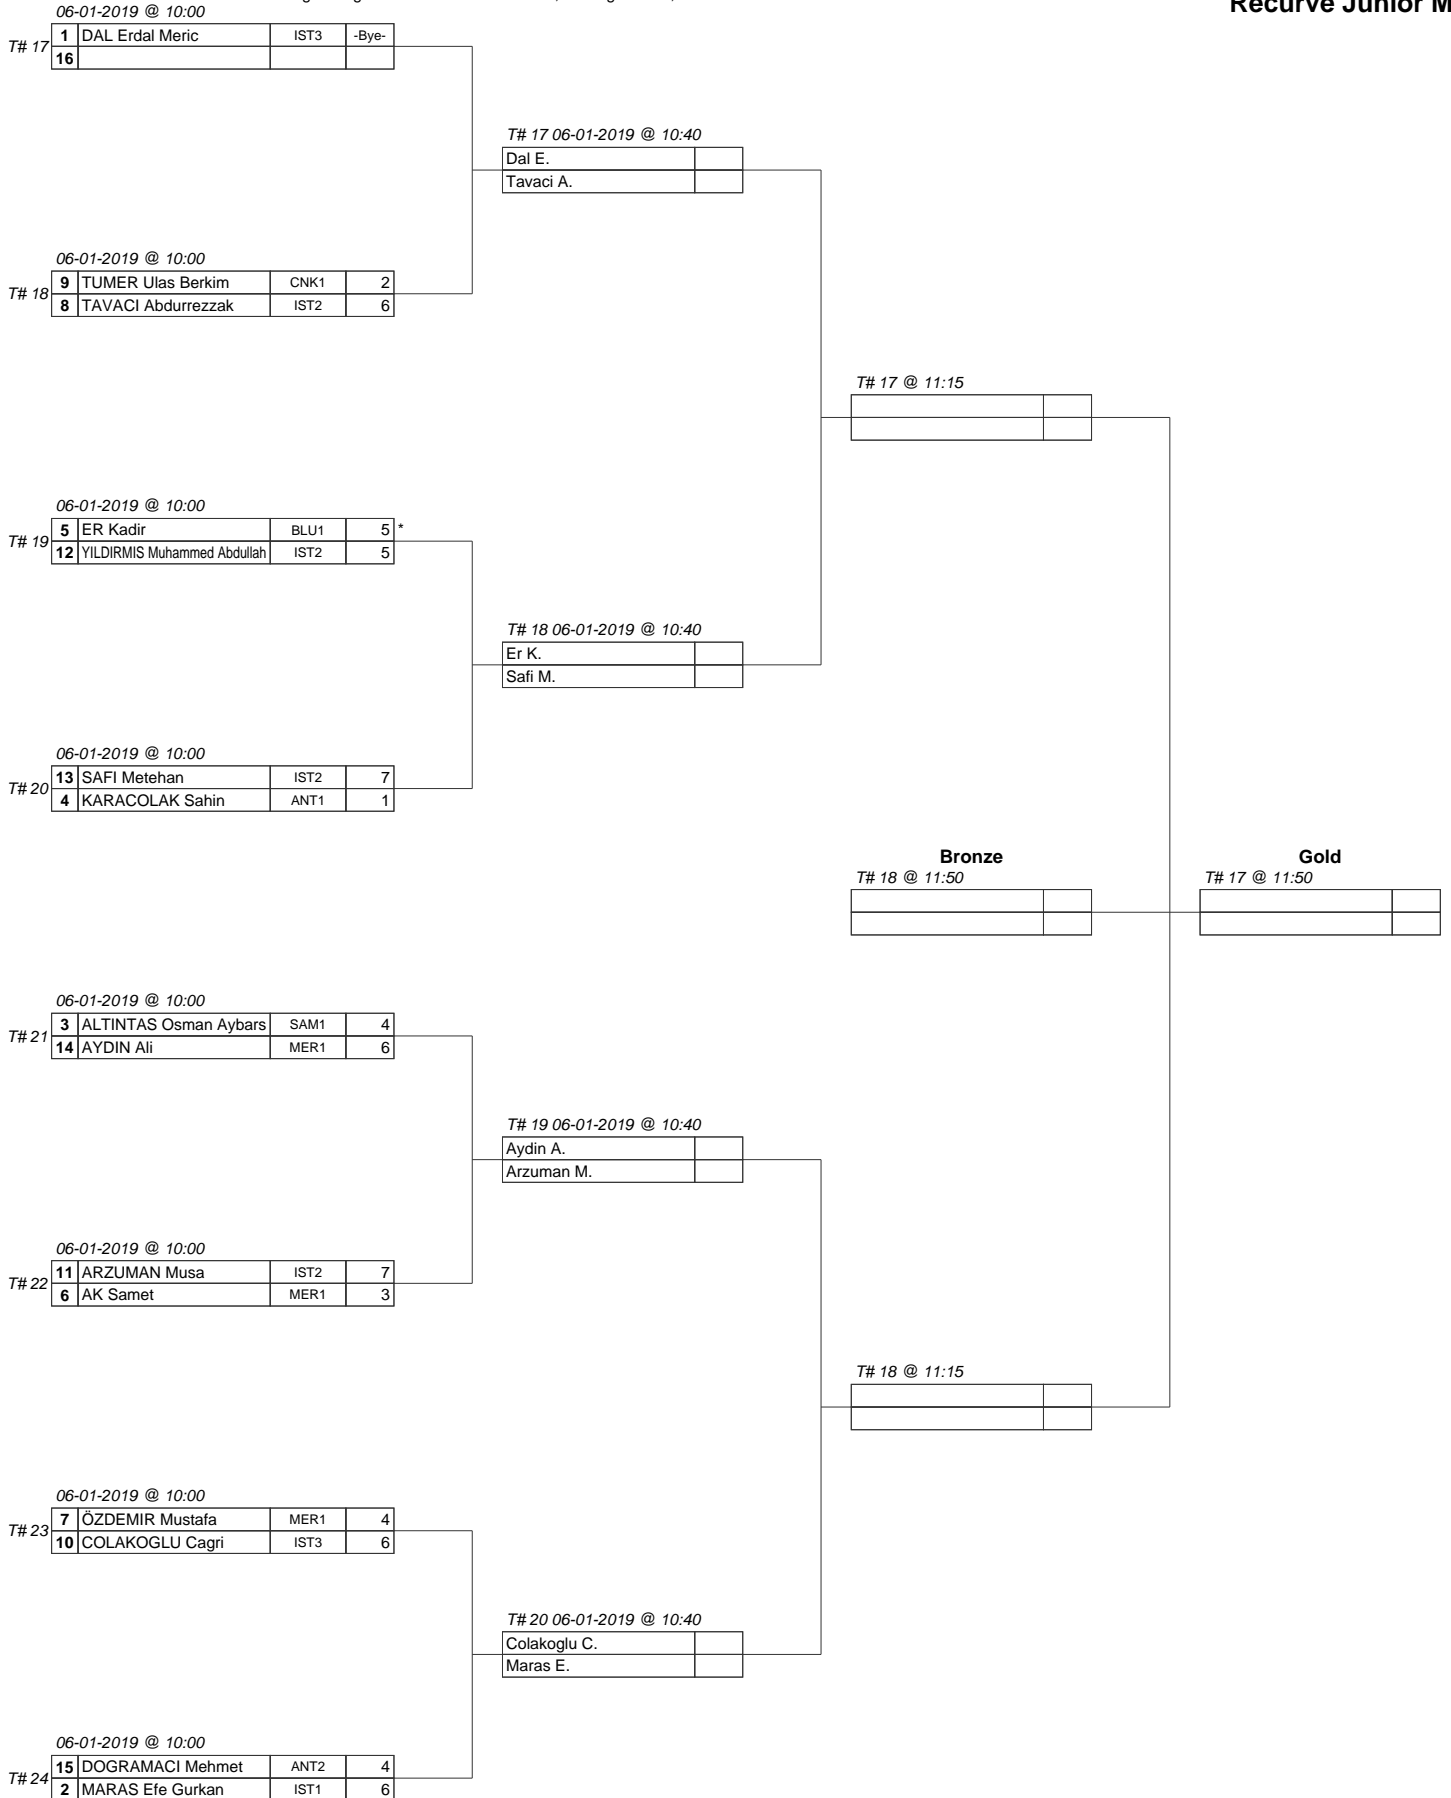 Recurve Junior M
06-01-2019 @ 10:00
T# 17
1 DAL Erdal Meric IST3 -Bye-
16
T# 17 06-01-2019 @ 10:40
Dal E.
Tavaci A.
06-01-2019 @ 10:00
T# 18
9 TUMER Ulas Berkim CNK1 2
8 TAVACI Abdurrezzak IST2 6
T# 17 @ 11:15
06-01-2019 @ 10:00
T# 19
5 ER Kadir BLU1 5 *
12 YILDIRMIS Muhammed Abdullah IST2 5
T# 18 06-01-2019 @ 10:40
Er K.
Safi M.
06-01-2019 @ 10:00
T# 20
13 SAFI Metehan IST2 7
4 KARACOLAK Sahin ANT1 1
Bronze
T# 18 @ 11:50
Gold
T# 17 @ 11:50
06-01-2019 @ 10:00
T# 21
3 ALTINTAS Osman Aybars SAM1 4
14 AYDIN Ali MER1 6
T# 19 06-01-2019 @ 10:40
Aydin A.
Arzuman M.
06-01-2019 @ 10:00
T# 22
11 ARZUMAN Musa IST2 7
6 AK Samet MER1 3
T# 18 @ 11:15
06-01-2019 @ 10:00
T# 23
7 ÖZDEMIR Mustafa MER1 4
10 COLAKOGLU Cagri IST3 6
T# 20 06-01-2019 @ 10:40
Colakoglu C.
Maras E.
06-01-2019 @ 10:00
T# 24
15 DOGRAMACI Mehmet ANT2 4
2 MARAS Efe Gurkan IST1 6